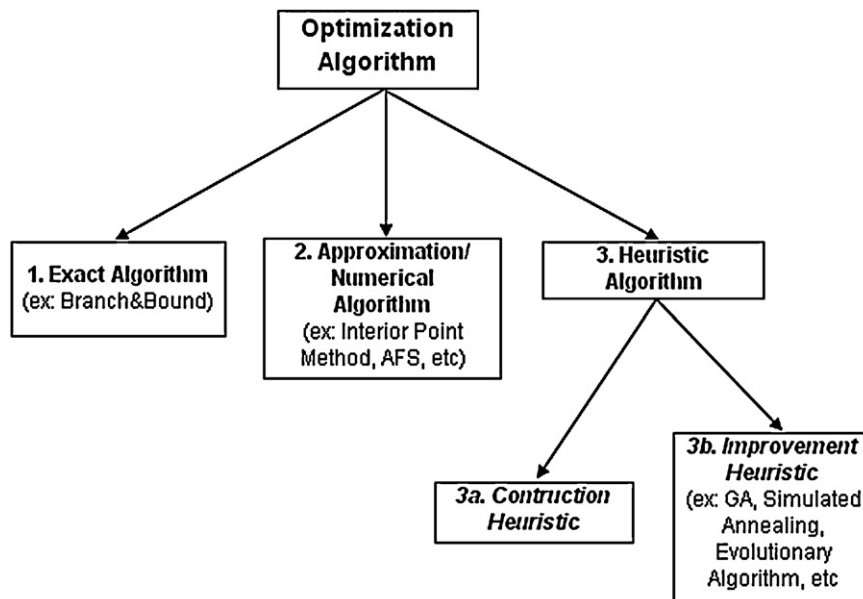 Optimization
Algorithm
1. Exact Algorithm
(ex: Branch&Bound)
2. Approximation/
Numerical
Algorithm
(ex: Interior Point
Method, AFS, etc)
3. Heuristic
Algorithm
3a. Contruction
Heuristic
3b. Improvement
Heuristic
(ex: GA, Simulated
Annealing,
Evolutionary
Algorithm, etc